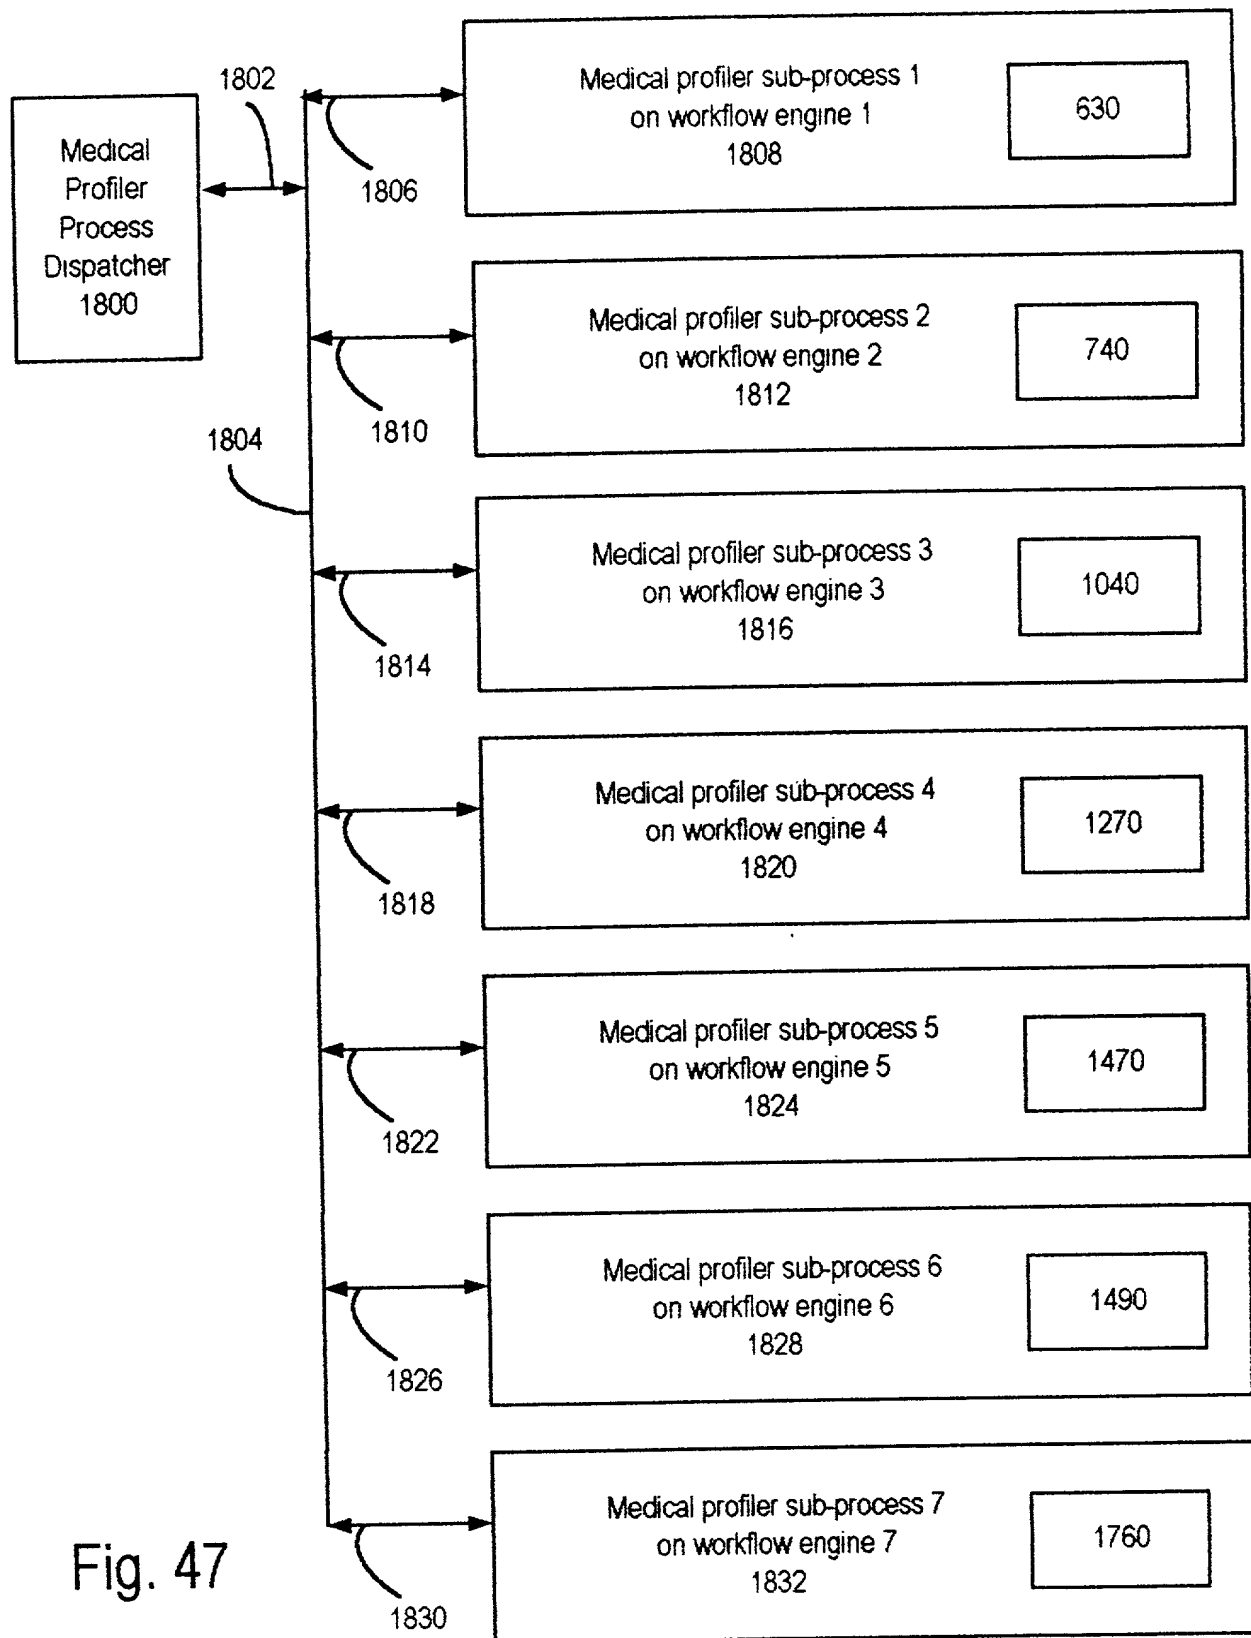 1802
Medical
Profiler
Process
Dispatcher
1800
Medical profiler sub-process 1
on workflow engine 1
1808
630
1806
Medical profiler sub-process 2
on workflow engine 2
1812
740
1810
1804
Medical profiler sub-process 3
on workflow engine 3
1816
1040
1814
Medical profiler sub-process 4
on workflow engine 4
1820
1270
1818
Medical profiler sub-process 5
on workflow engine 5
1824
1470
1822
Medical profiler sub-process 6
on workflow engine 6
1828
1490
1826
Medical profiler sub-process 7
on workflow engine 7
1832
1760
1830
Fig. 47